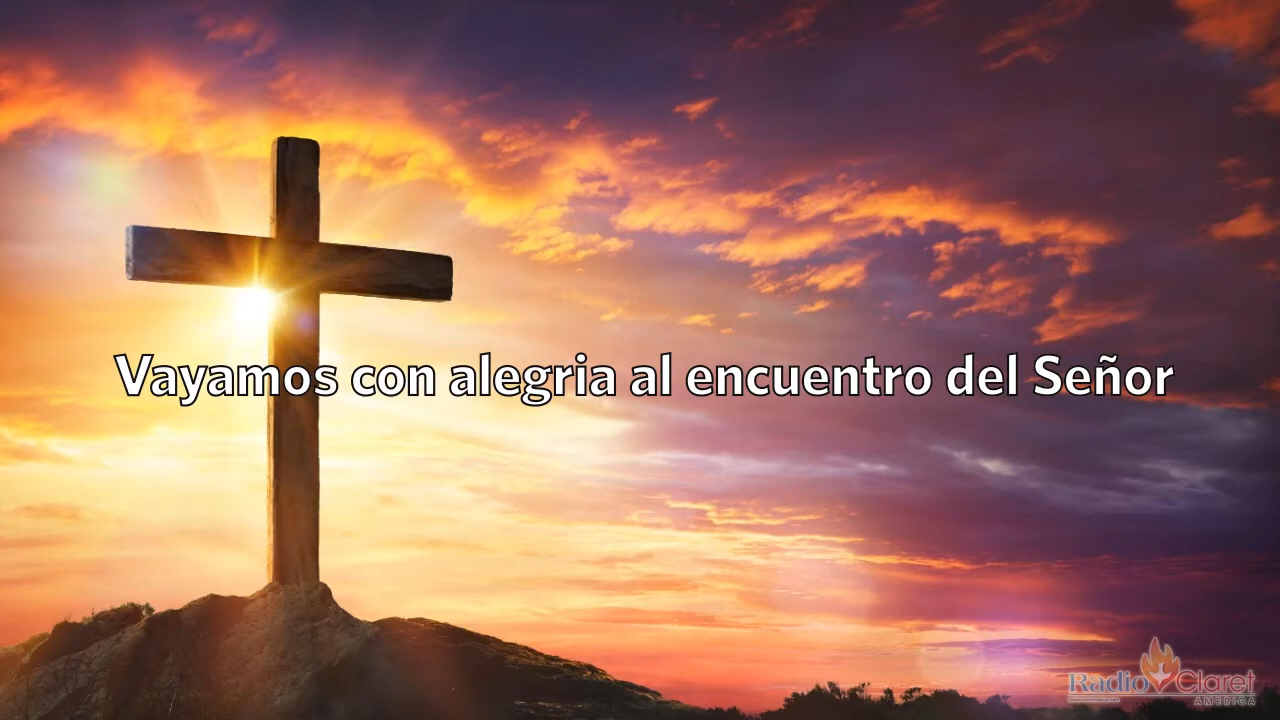 Vayamos con alegria al encuentro del Señor
Radio Claret
AMERICA